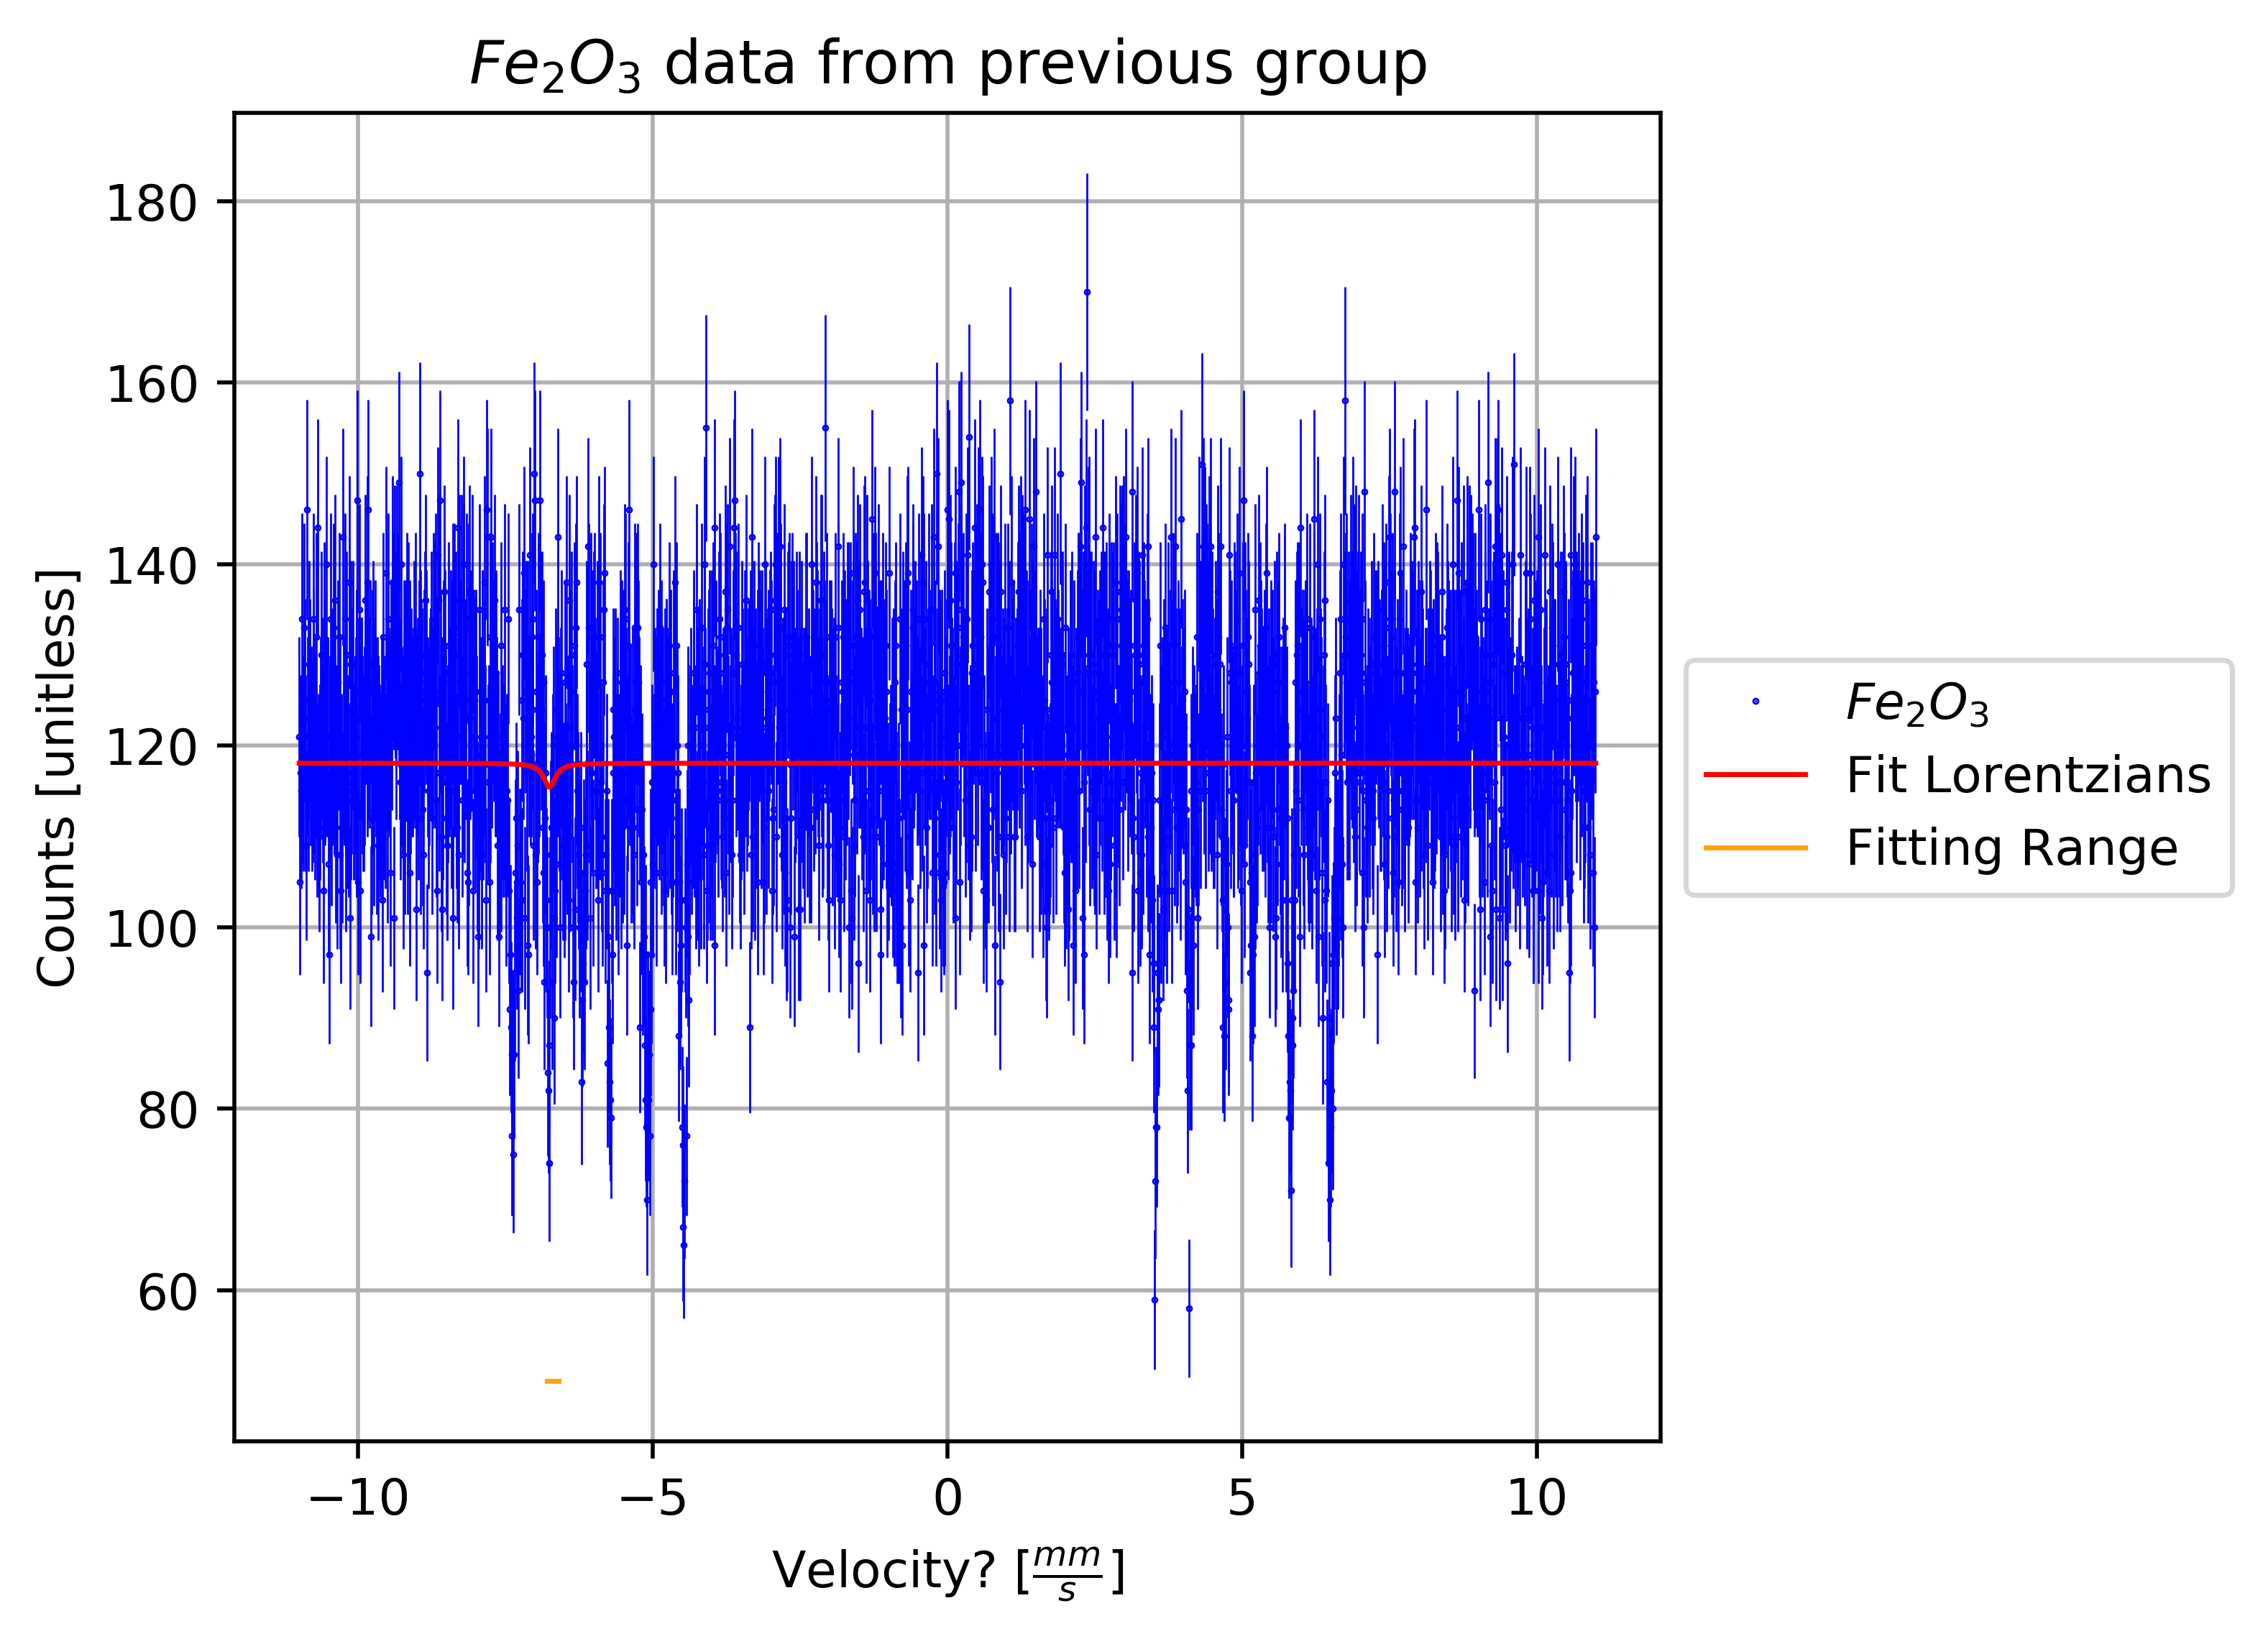 Fe₂O₃ data from previous group
Counts [unitless]
180
160
140
120
100
80
60
−10
−5
0
5
10
Velocity? [mm/s]
Fe₂O₃
Fit Lorentzians
Fitting Range